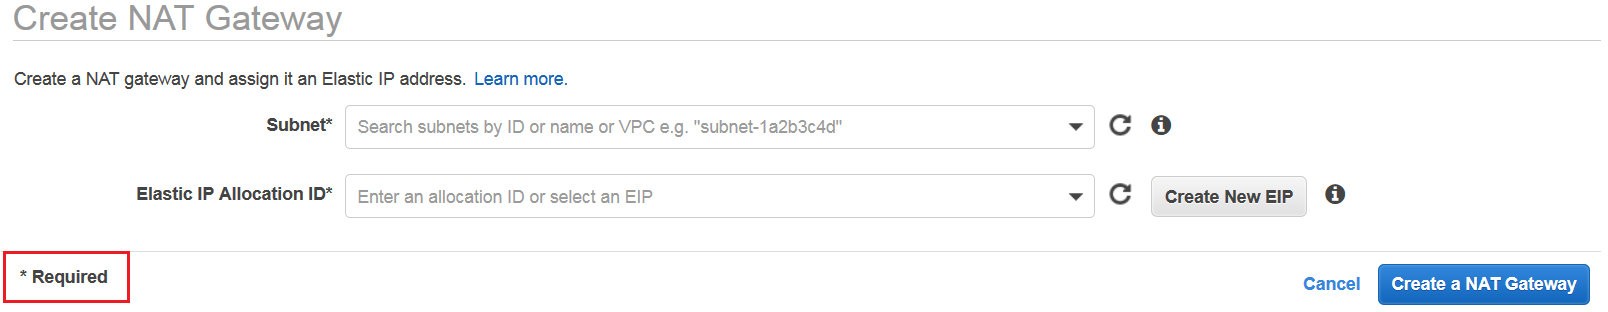 Create NAT Gateway
Create a NAT gateway and assign it an Elastic IP address. Learn more.
Subnet* Search subnets by ID or name or VPC e.g. "subnet-1a2b3c4d"
Elastic IP Allocation ID* Enter an allocation ID or select an EIP Create New EIP
* Required Cancel Create a NAT Gateway